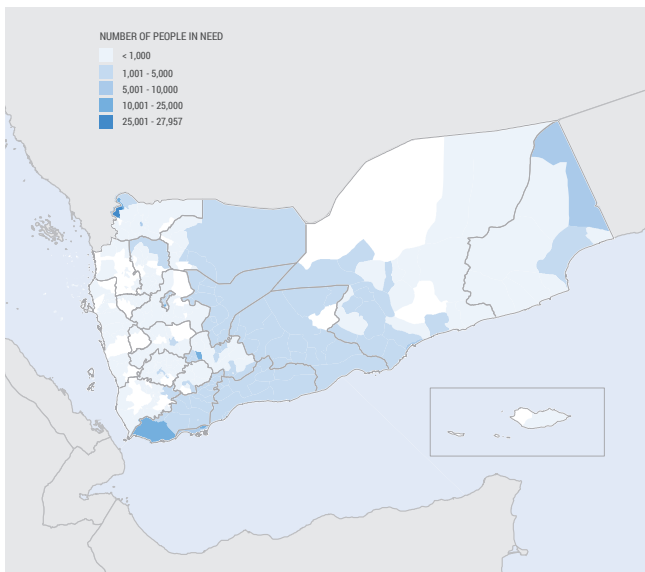 NUMBER OF PEOPLE IN NEED
< 1,000
1,001 - 5,000
5,001 - 10,000
10,001 - 25,000
25,001 - 27,957